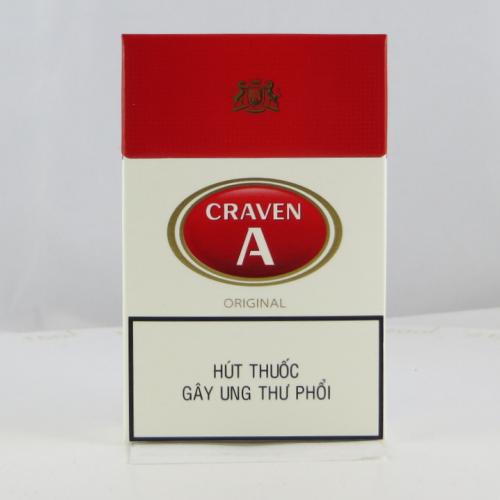 CRAVEN
A
ORIGINAL
HÚT THUỐC
GÂY UNG THƯ PHỔI